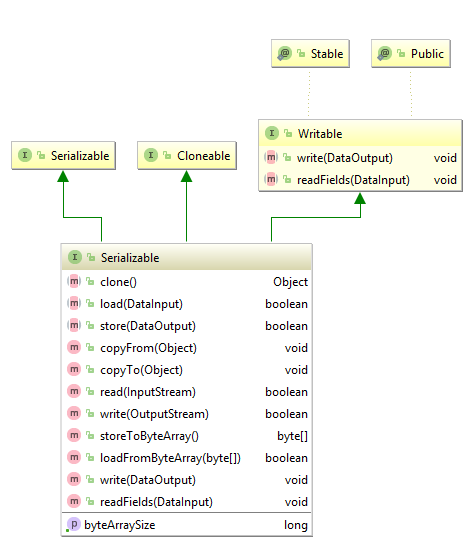 @ Stable
@ Public
I Writable
m write(DataOutput) void
m readFields(DataInput) void
I Serializable
I Cloneable
I Serializable
m clone() Object
m load(DataInput) boolean
m store(DataOutput) boolean
m copyFrom(Object) void
m copyTo(Object) void
m read(InputStream) boolean
m write(OutputStream) boolean
m storeToByteArray() byte[]
m loadFromByteArray(byte[]) boolean
m write(DataOutput) void
m readFields(DataInput) void
p byteArraySize long